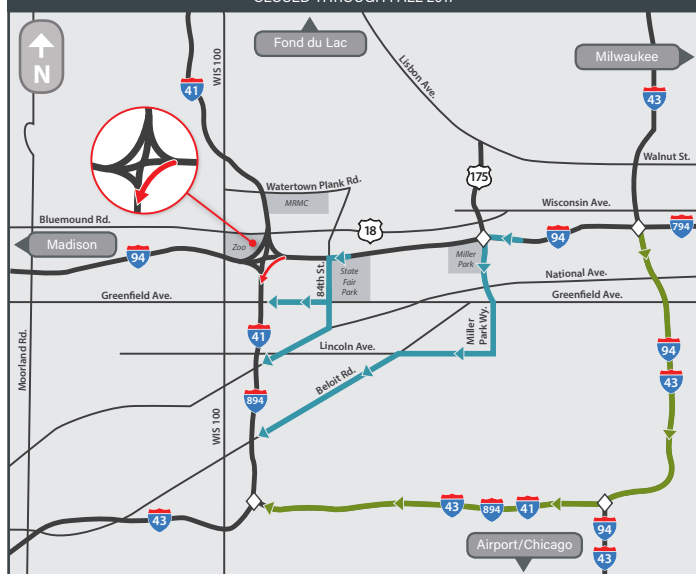 Fond du Lac
Milwaukee
N
WIS 100
41
Lisbon Ave.
43
Walnut St.
175
Watertown Plank Rd.
MRMC
Wisconsin Ave.
Bluemound Rd.
18
794
Madison
Zoo
94
94
Miller
Park
84th St.
State
Fair
Park
National Ave.
Greenfield Ave.
Greenfield Ave.
Moorland Rd.
41
Lincoln Ave.
Miller
Park Wy.
94
43
Beloit Rd.
894
WIS 100
43
43
894
41
94
43
Airport/Chicago